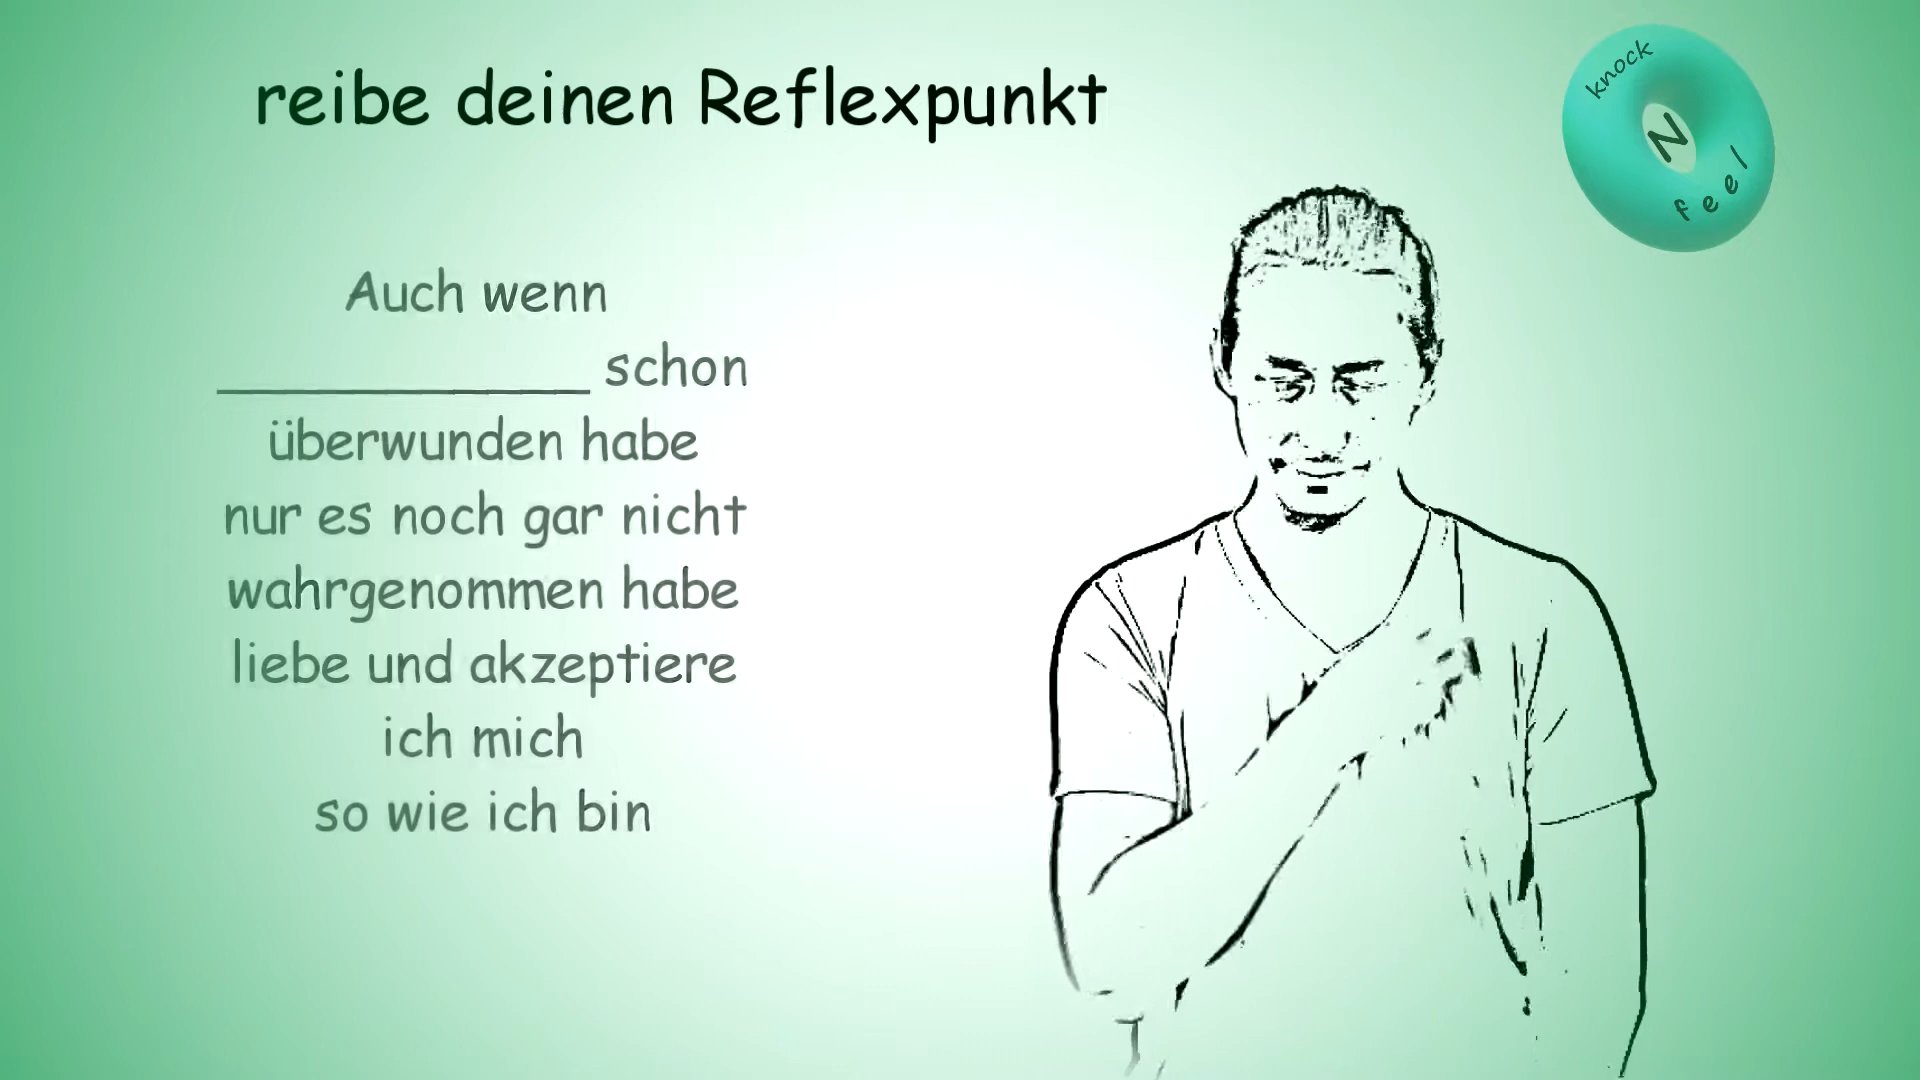 reibe deinen Reflexpunkt
knock
N
feel
Auch wenn
_______________ schon
überwunden habe
nur es noch gar nicht
wahrgenommen habe
liebe und akzeptiere
ich mich
so wie ich bin